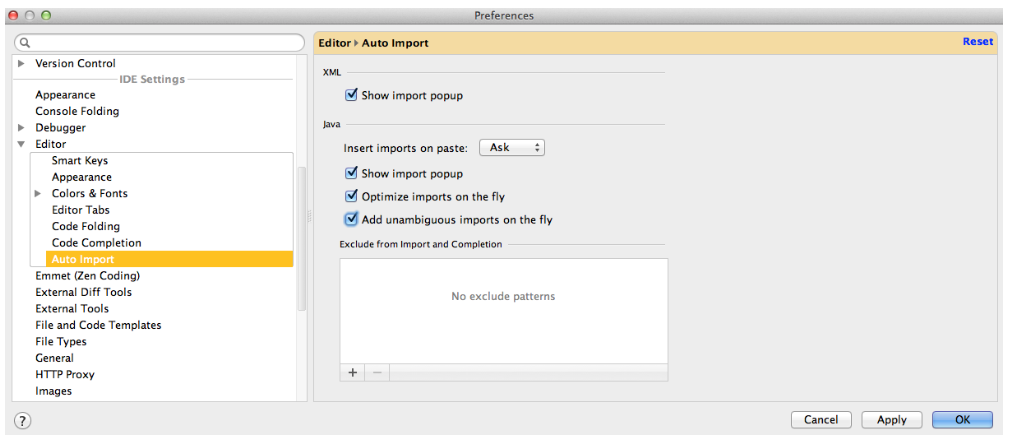 Preferences
Version Control
IDE Settings
Appearance
Console Folding
Debugger
Editor
Smart Keys
Appearance
Colors & Fonts
Editor Tabs
Code Folding
Code Completion
Auto Import
Emmet (Zen Coding)
External Diff Tools
External Tools
File and Code Templates
File Types
General
HTTP Proxy
Images
Editor Auto Import Reset
XML
Show import popup
Java
Insert imports on paste: Ask
Show import popup
Optimize imports on the fly
Add unambiguous imports on the fly
Exclude from Import and Completion
No exclude patterns
+ −
? Cancel Apply OK